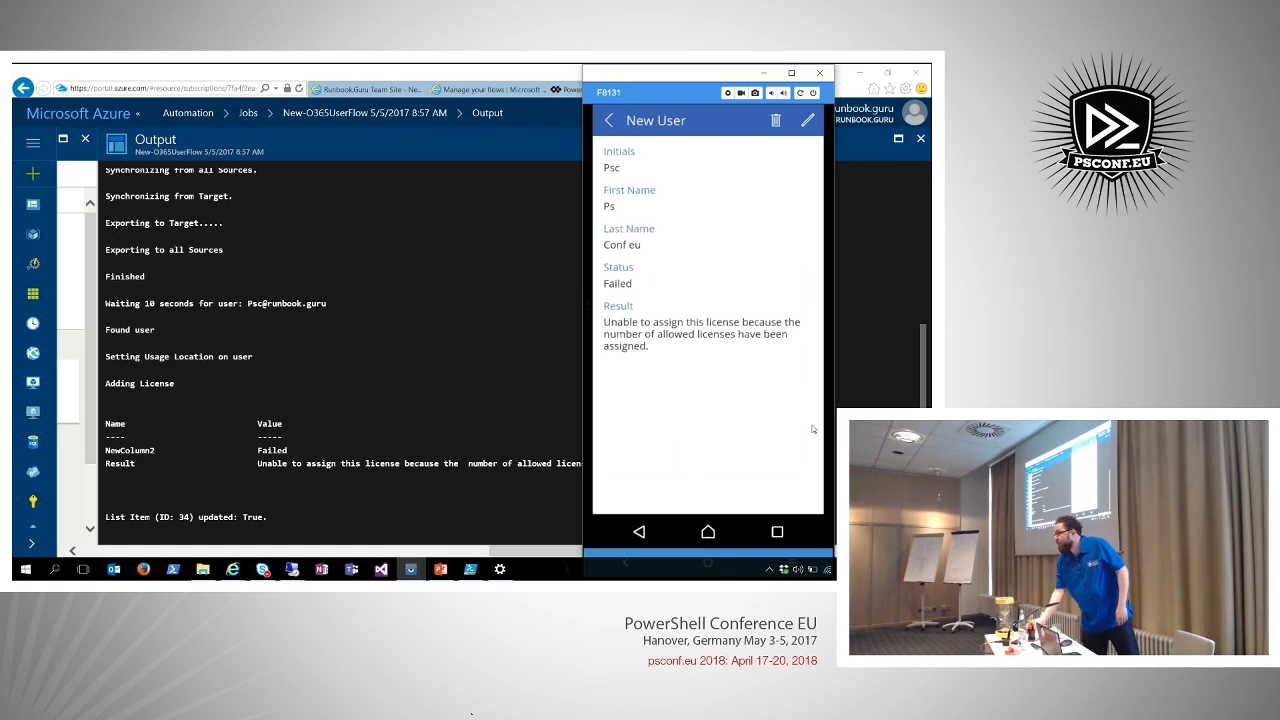 https://portal.azure.com/#resource/subscriptions/7fa4f2ea
Runbook.Guru Team Site - Ne...
Manage your flows | Microsoft ...
Power
Microsoft Azure «
Automation > Jobs > New-O365UserFlow 5/5/2017 8:57 AM > Output
unbook.guru
RUNBOOK.GURU
Output
New-O365UserFlow 5/5/2017 8:57 AM
Synchronizing from all Sources.
Synchronizing from Target.
Exporting to Target.....
Exporting to all Sources
Finished
Waiting 10 seconds for user: Psc@runbook.guru
Found user
Setting Usage Location on user
Adding License
Name Value
---- -----
NewColumn2 Failed
Result Unable to assign this license because the  number of allowed licen
List Item (ID: 34) updated: True.
F8131
New User
Initials
Psc
First Name
Ps
Last Name
Conf eu
Status
Failed
Result
Unable to assign this license because the
number of allowed licenses have been
assigned.
PSCONF.EU
PowerShell Conference EU
Hanover, Germany May 3-5, 2017
psconf.eu 2018: April 17-20, 2018